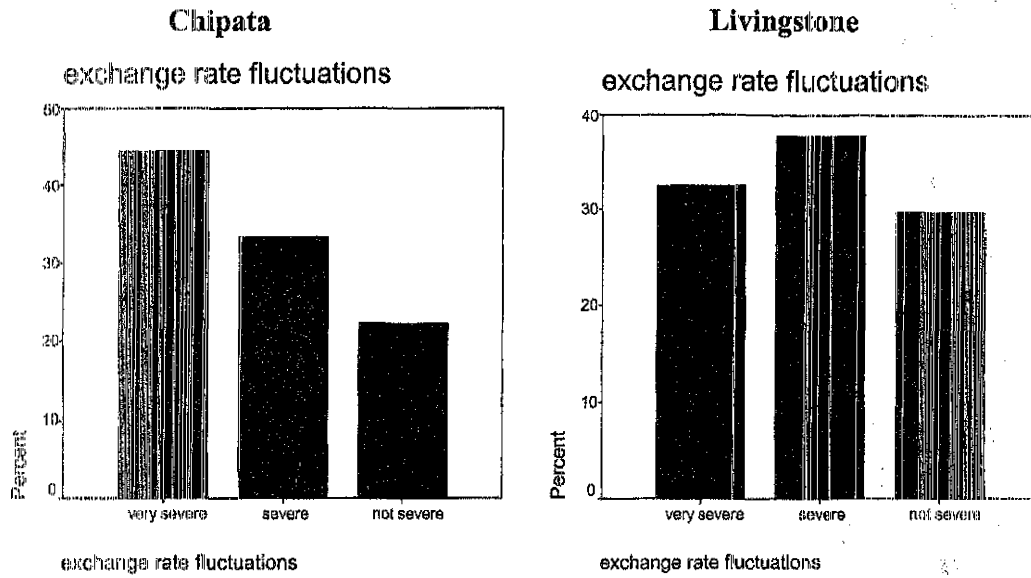 Chipata
exchange rate fluctuations
50
40
30
20
10
0
Percent
very severe
severe
not severe
exchange rate fluctuations
Livingstone
exchange rate fluctuations
40
30
20
10
0
Percent
very severe
severe
not severe
exchange rate fluctuations